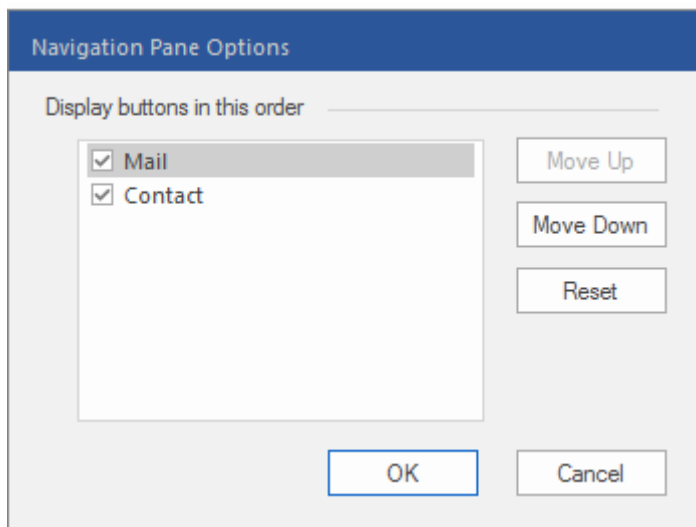 Navigation Pane Options
Display buttons in this order
Mail
Contact
Move Up
Move Down
Reset
OK
Cancel